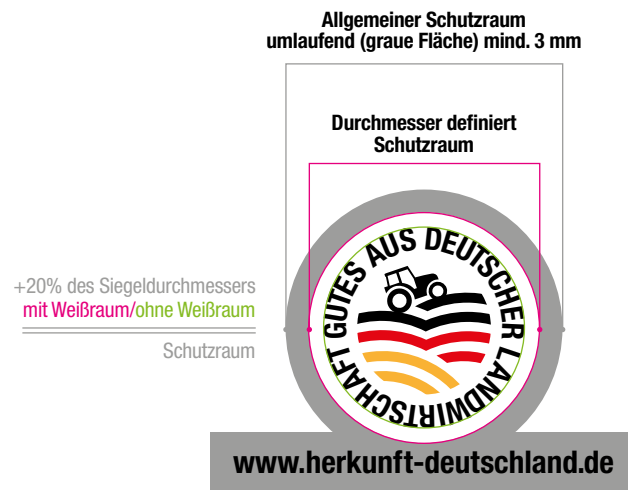 Allgemeiner Schutzraum
umlaufend (graue Fläche) mind. 3 mm
Durchmesser definiert
Schutzraum
+20% des Siegeldurchmessers
mit Weißraum/ohne Weißraum
Schutzraum
GUTES AUS DEUTSCHER LANDWIRTSCHAFT
www.herkunft-deutschland.de